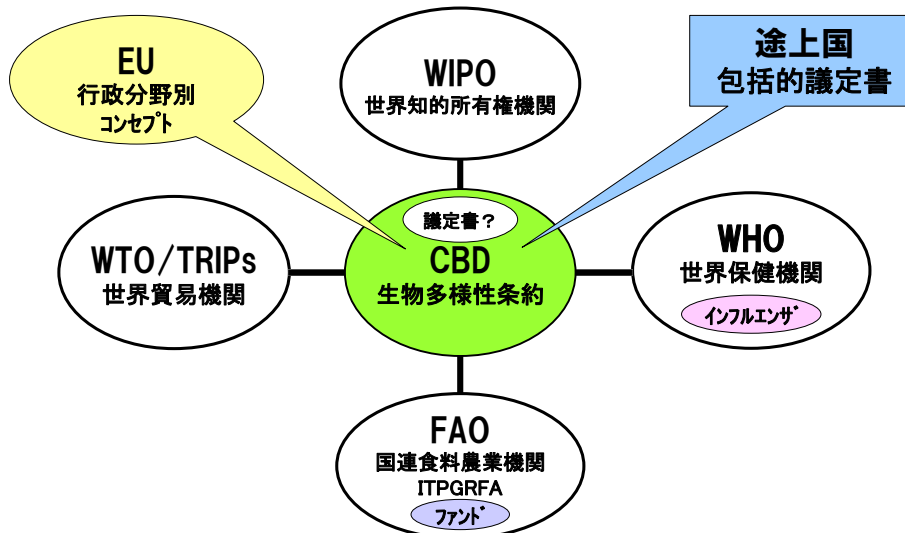 EU
行政分野別
コンセプト
WIPO
世界知的所有権機関
途上国
包括的議定書
議定書？
CBD
生物多様性条約
WTO/TRIPs
世界貿易機関
WHO
世界保健機関
インフルエンザ
FAO
国連食料農業機関
ITPGRFA
ファンド